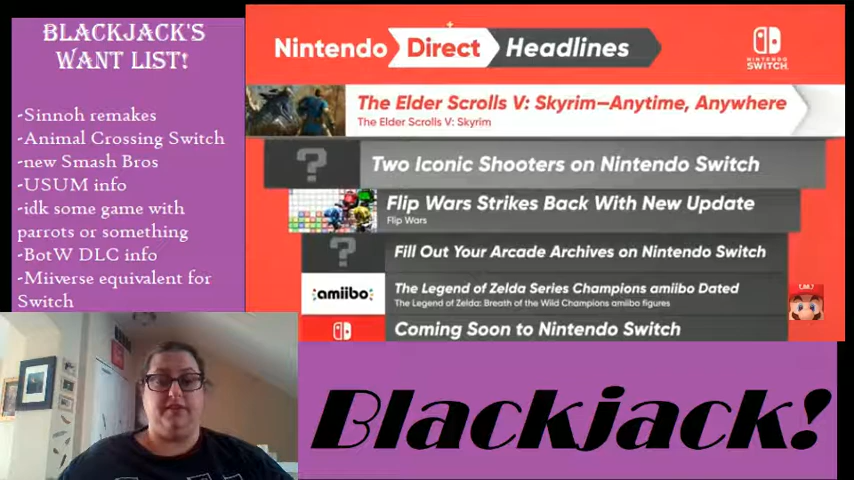 BLACKJACK'S
WANT LIST!
-Sinnoh remakes
-Animal Crossing Switch
-new Smash Bros
-USUM info
-idk some game with
parrots or something
-BotW DLC info
-Miiverse equivalent for
Switch
Nintendo Direct Headlines
NINTENDO
SWITCH
The Elder Scrolls V: Skyrim—Anytime, Anywhere
The Elder Scrolls V: Skyrim
? Two Iconic Shooters on Nintendo Switch
Flip Wars Strikes Back With New Update
Flip Wars
? Fill Out Your Arcade Archives on Nintendo Switch
amiibo
The Legend of Zelda Series Champions amiibo Dated
The Legend of Zelda: Breath of the Wild Champions amiibo figures
Coming Soon to Nintendo Switch
Blackjack!